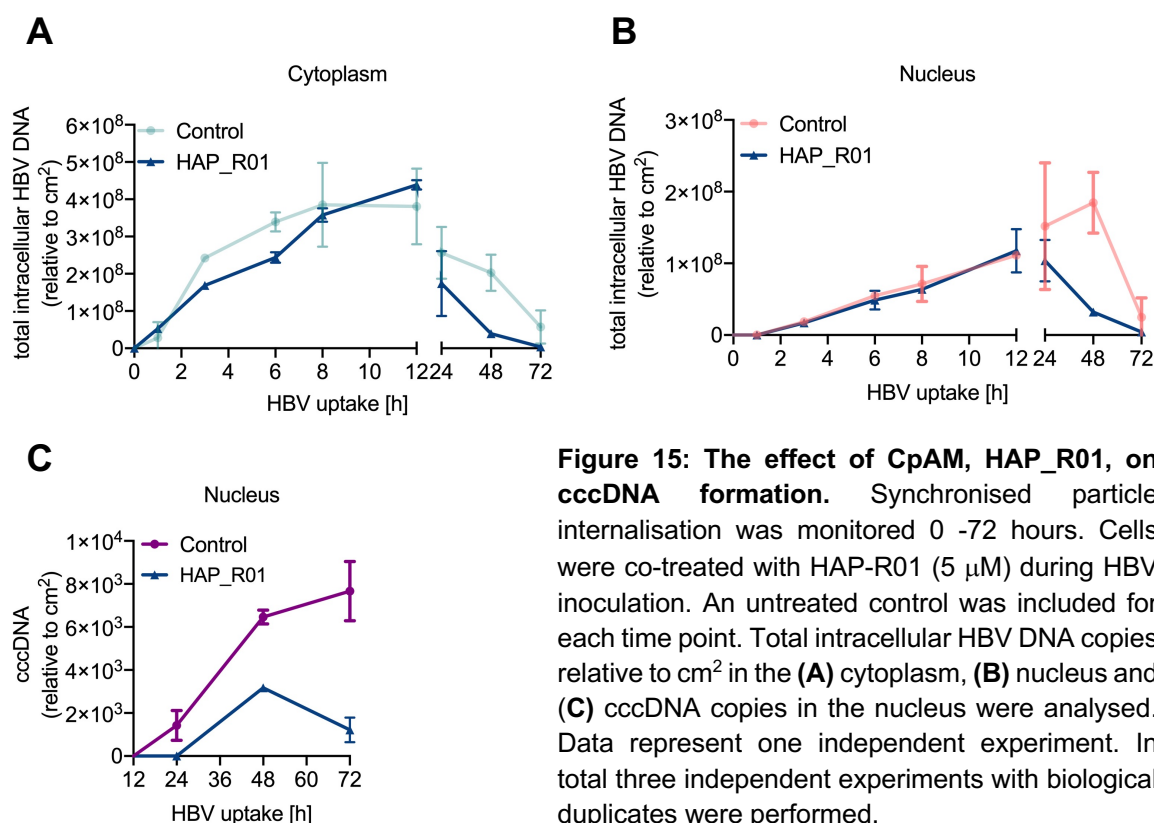 A
Cytoplasm
total intracellular HBV DNA
(relative to cm²)
6×10⁸
5×10⁸
4×10⁸
3×10⁸
2×10⁸
1×10⁸
0
Control
HAP_R01
0 2 4 6 8 10 12 24 48 72
HBV uptake [h]
B
Nucleus
total intracellular HBV DNA
(relative to cm²)
3×10⁸
2×10⁸
1×10⁸
0
Control
HAP_R01
0 2 4 6 8 10 12 24 48 72
HBV uptake [h]
C
Nucleus
cccDNA
(relative to cm²)
1×10⁴
8×10³
6×10³
4×10³
2×10³
0
Control
HAP_R01
12 24 36 48 60 72
HBV uptake [h]
Figure 15: The effect of CpAM, HAP_R01, on
cccDNA formation. Synchronised particle
internalisation was monitored 0 -72 hours. Cells
were co-treated with HAP-R01 (5 μM) during HBV
inoculation. An untreated control was included for
each time point. Total intracellular HBV DNA copies
relative to cm² in the (A) cytoplasm, (B) nucleus and
(C) cccDNA copies in the nucleus were analysed.
Data represent one independent experiment. In
total three independent experiments with biological
duplicates were performed.